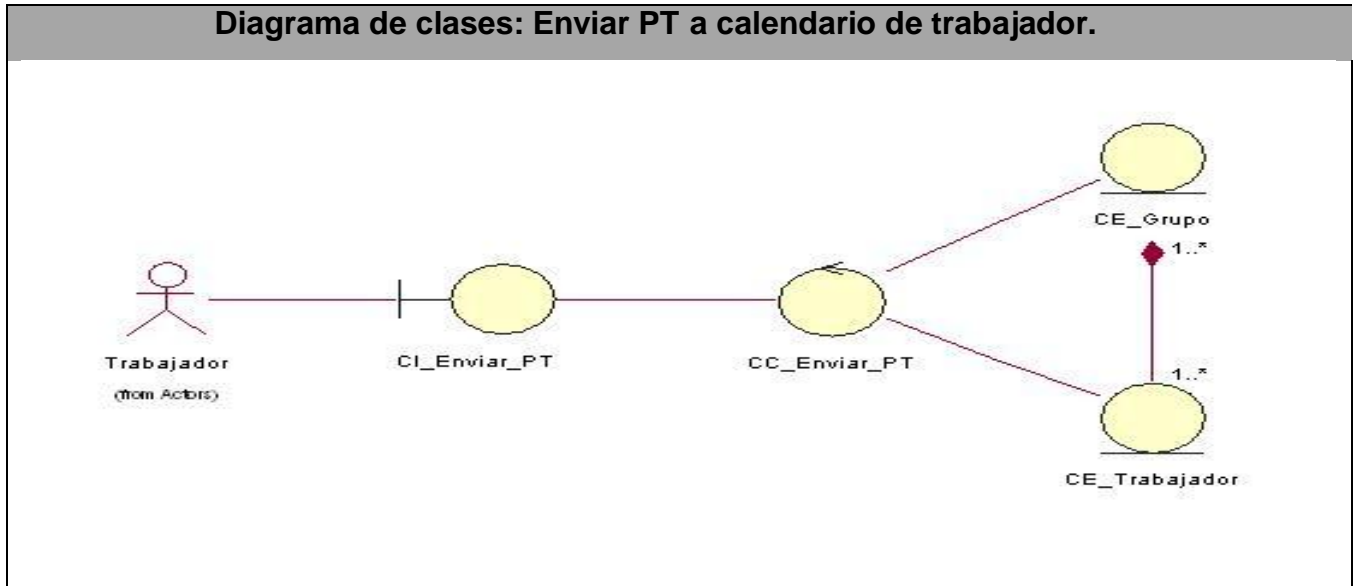 Diagrama de clases: Enviar PT a calendario de trabajador.
CE_Grupo
1..*
1..*
Trabajador
(from Actors)
CI_Enviar_PT
CC_Enviar_PT
CE_Trabajador